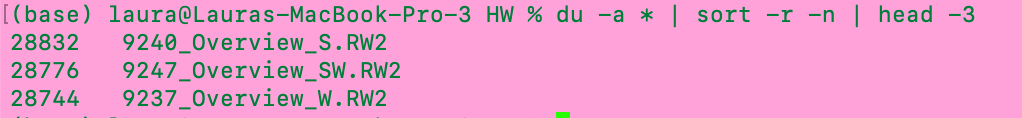 [(base) laura@Lauras-MacBook-Pro-3 HW % du -a * | sort -r -n | head -3
28832 9240_Overview_S.RW2
28776 9247_Overview_SW.RW2
28744 9237_Overview_W.RW2